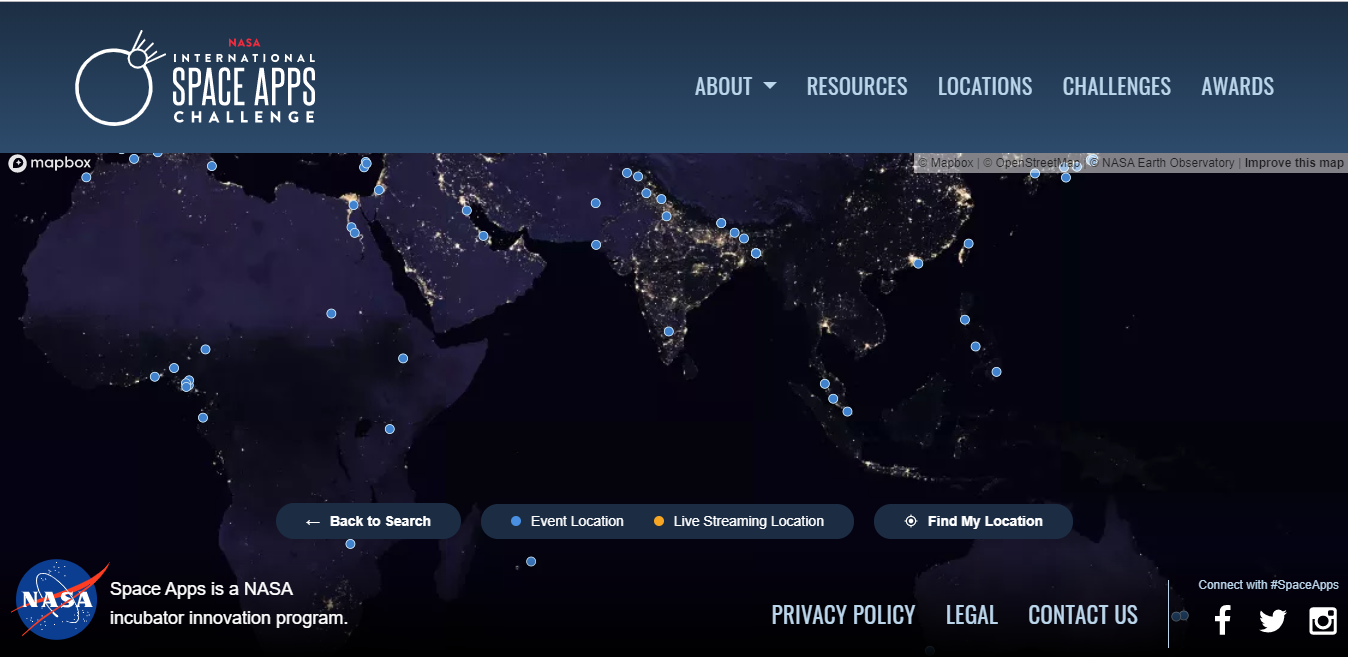 NASA
INTERNATIONAL
SPACE APPS
CHALLENGE
ABOUT RESOURCES LOCATIONS CHALLENGES AWARDS
mapbox
© Mapbox | © OpenStreetMap | © NASA Earth Observatory | Improve this map
← Back to Search
Event Location Live Streaming Location
Find My Location
NASA
Space Apps is a NASA
incubator innovation program.
PRIVACY POLICY LEGAL CONTACT US
Connect with #SpaceApps